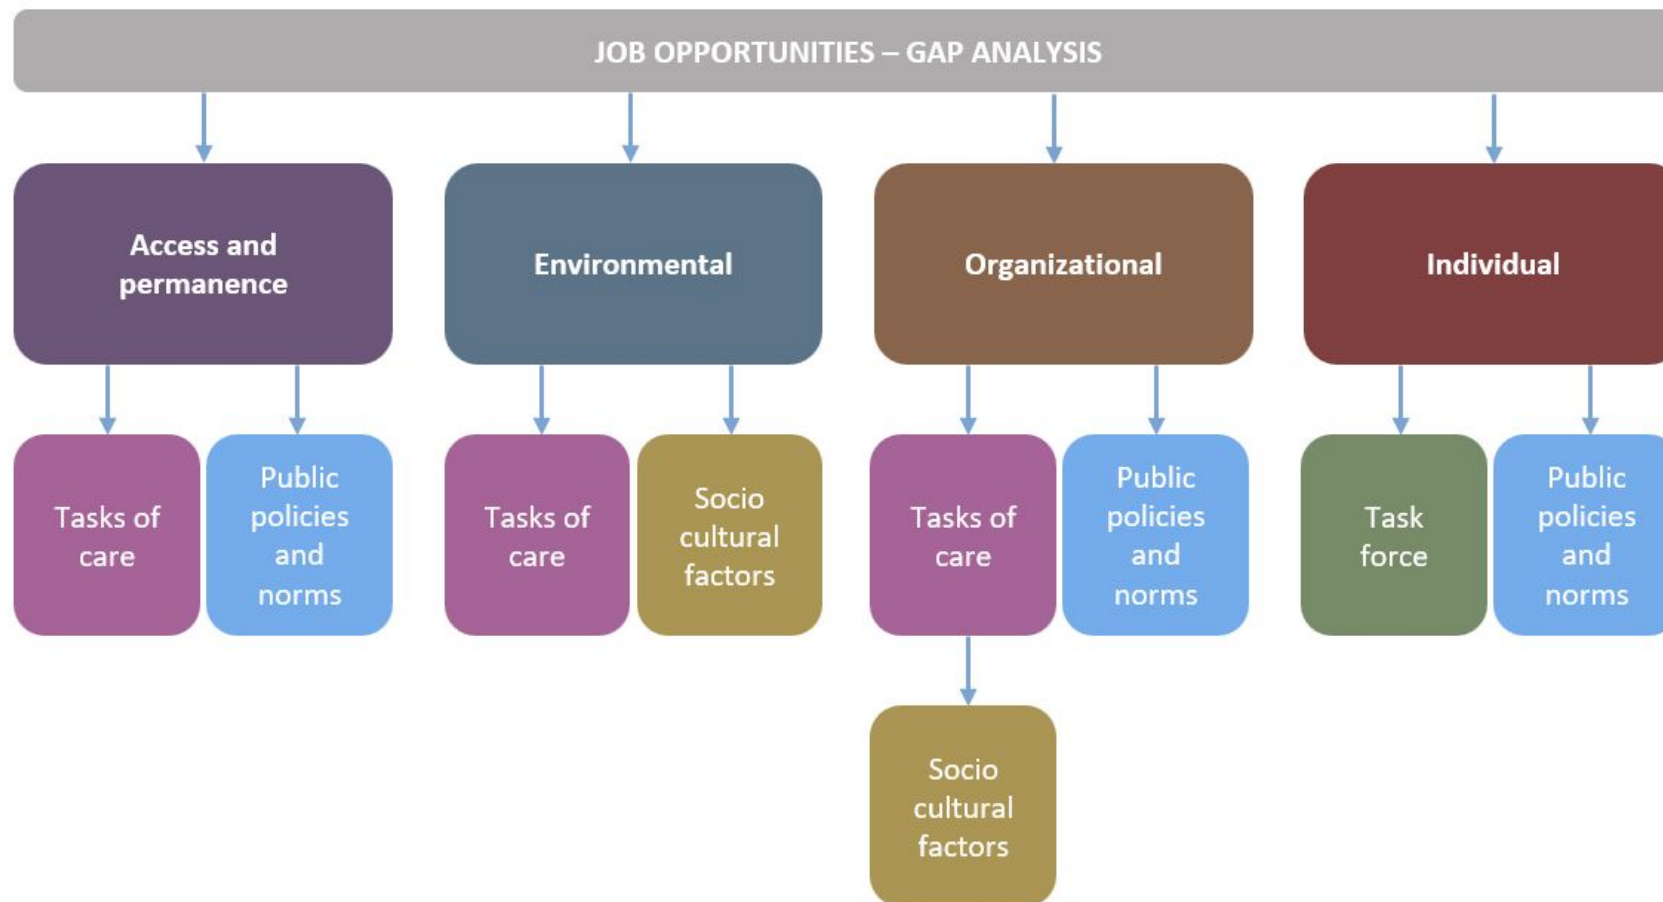 JOB OPPORTUNITIES – GAP ANALYSIS
Access and
permanence
Environmental
Organizational
Individual
Tasks of
care
Public
policies
and
norms
Tasks of
care
Socio
cultural
factors
Tasks of
care
Public
policies
and
norms
Task
force
Public
policies
and
norms
Socio
cultural
factors